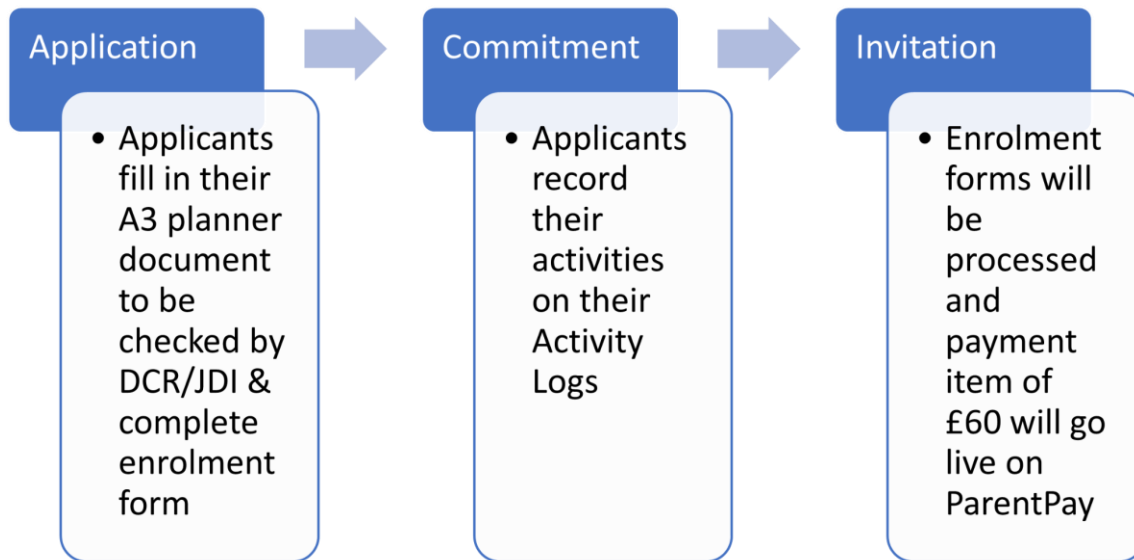 Application
• Applicants
fill in their
A3 planner
document
to be
checked by
DCR/JDI &
complete
enrolment
form
Commitment
• Applicants
record
their
activities
on their
Activity
Logs
Invitation
• Enrolment
forms will
be
processed
and
payment
item of
£60 will go
live on
ParentPay